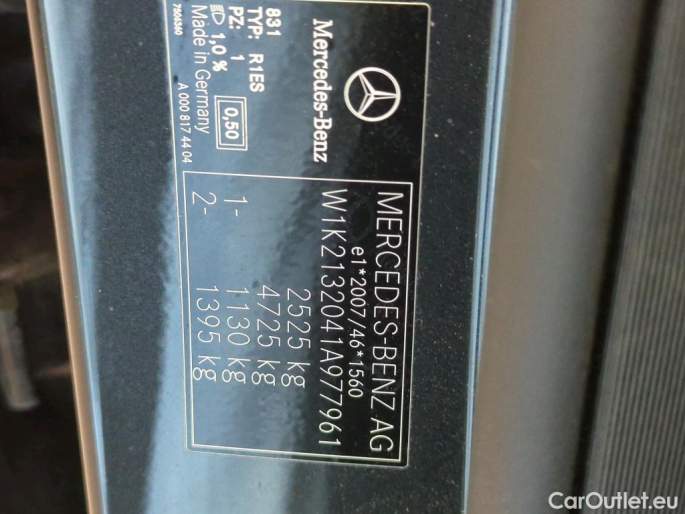 Mercedes-Benz
831
TYP: R1ES
PZ: 1
1,0 %
Made in Germany
7506360
0,50
A 000 817 44 04
MERCEDES-BENZ AG
e1*2007/46*1560
W1K2132041A977961
2525 kg
4725 kg
1- 1130 kg
2- 1395 kg
CarOutlet.eu